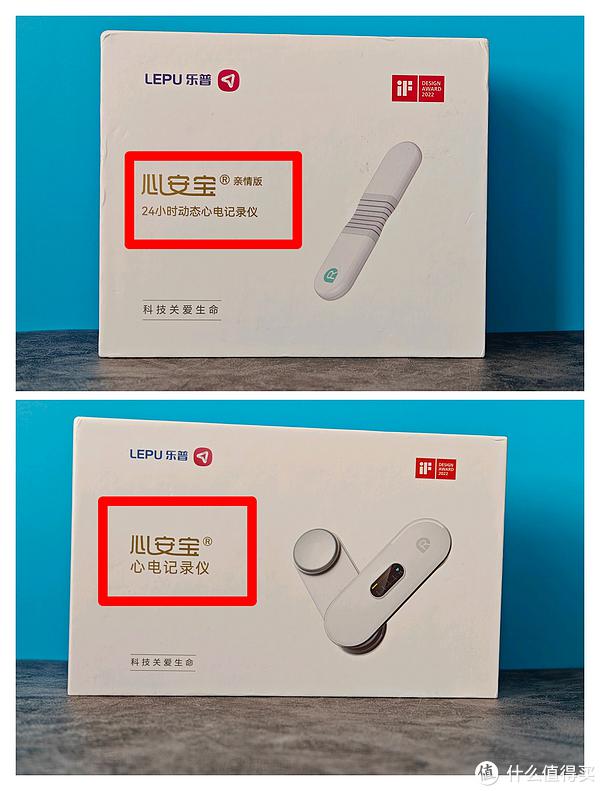 LEPU 乐普
iF DESIGN AWARD 2022
心安宝® 亲情版
24小时动态心电记录仪
R
科技关爱生命
LEPU 乐普
iF DESIGN AWARD 2022
心安宝®
心电记录仪
R
科技关爱生命
值 什么值得买